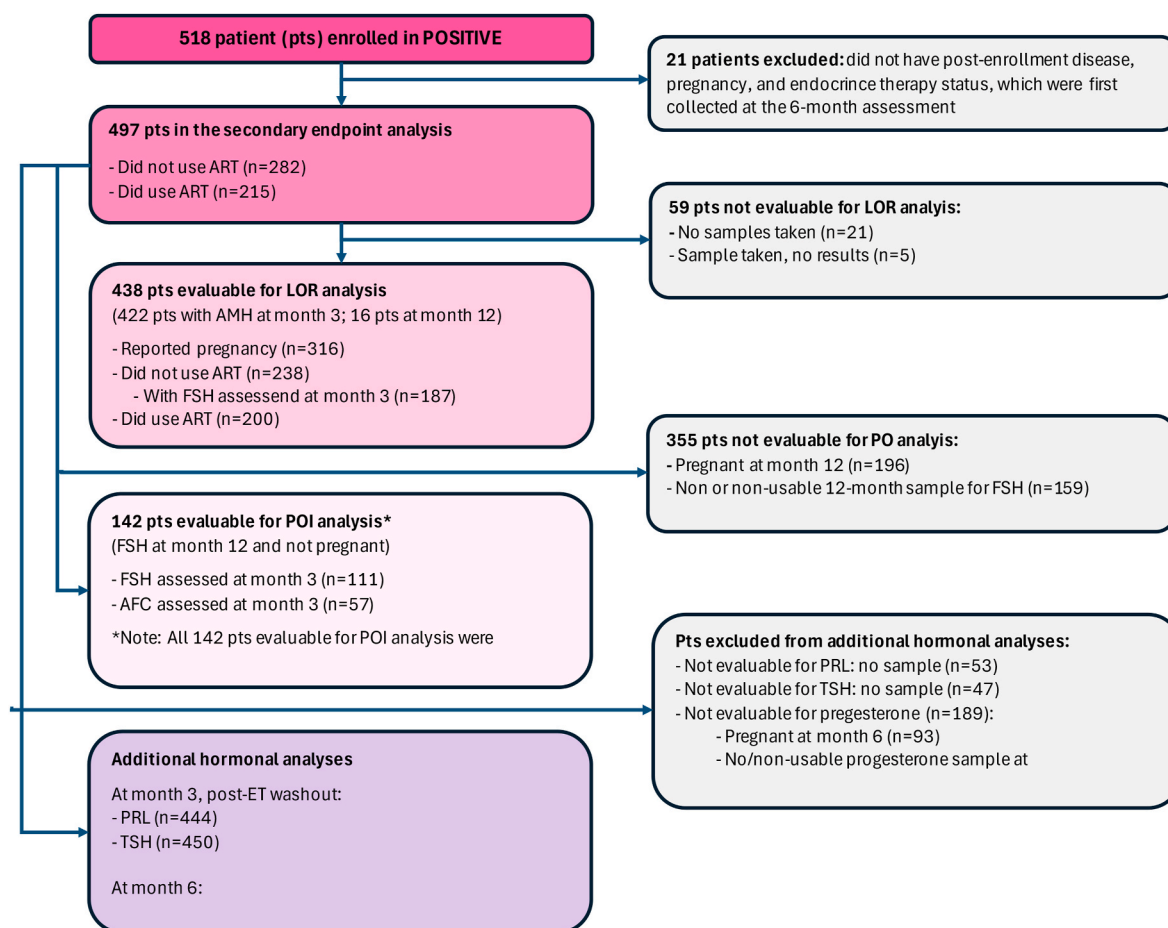 518 patient (pts) enrolled in POSITIVE
21 patients excluded: did not have post-enrollment disease,
pregnancy, and endocrince therapy status, which were first
collected at the 6-month assessment
497 pts in the secondary endpoint analysis
- Did not use ART (n=282)
- Did use ART (n=215)
59 pts not evaluable for LOR analyis:
- No samples taken (n=21)
- Sample taken, no results (n=5)
438 pts evaluable for LOR analysis
(422 pts with AMH at month 3; 16 pts at month 12)
- Reported pregnancy (n=316)
- Did not use ART (n=238)
- With FSH assessend at month 3 (n=187)
- Did use ART (n=200)
355 pts not evaluable for PO analyis:
- Pregnant at month 12 (n=196)
- Non or non-usable 12-month sample for FSH (n=159)
142 pts evaluable for POI analysis*
(FSH at month 12 and not pregnant)
- FSH assessed at month 3 (n=111)
- AFC assessed at month 3 (n=57)
*Note: All 142 pts evaluable for POI analysis were
Pts excluded from additional hormonal analyses:
- Not evaluable for PRL: no sample (n=53)
- Not evaluable for TSH: no sample (n=47)
- Not evaluable for pregesterone (n=189):
- Pregnant at month 6 (n=93)
- No/non-usable progesterone sample at
Additional hormonal analyses
At month 3, post-ET washout:
- PRL (n=444)
- TSH (n=450)
At month 6: